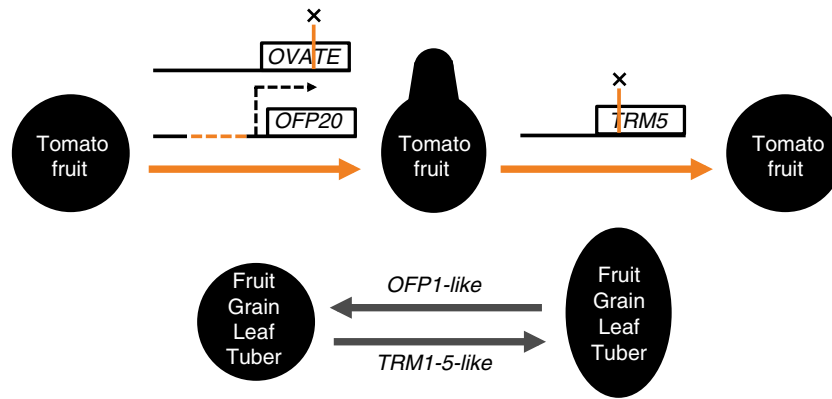 OVATE
OFP20
Tomato
fruit
Tomato
fruit
TRM5
Tomato
fruit
Fruit
Grain
Leaf
Tuber
OFP1-like
TRM1-5-like
Fruit
Grain
Leaf
Tuber